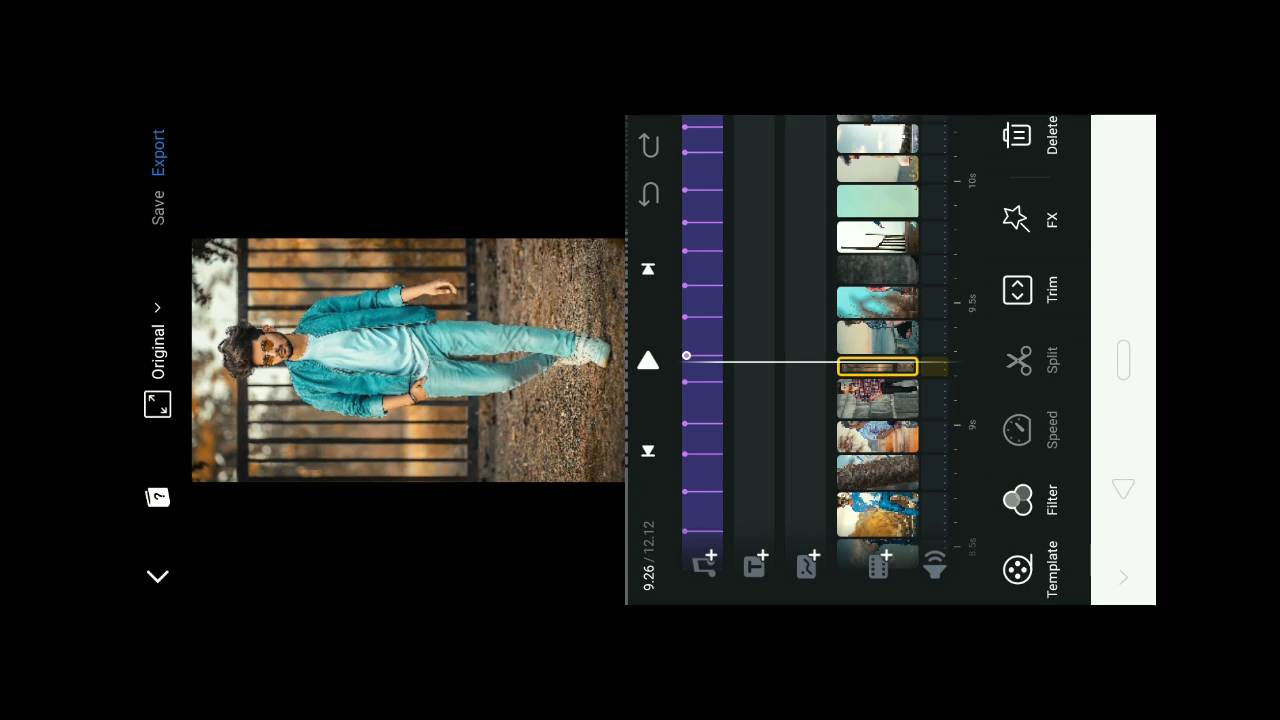 ?
Original
Save
Export
9.26 / 12.12
T
8.5s
9s
9.5s
10s
Template
Filter
Speed
Split
Trim
FX
Delete